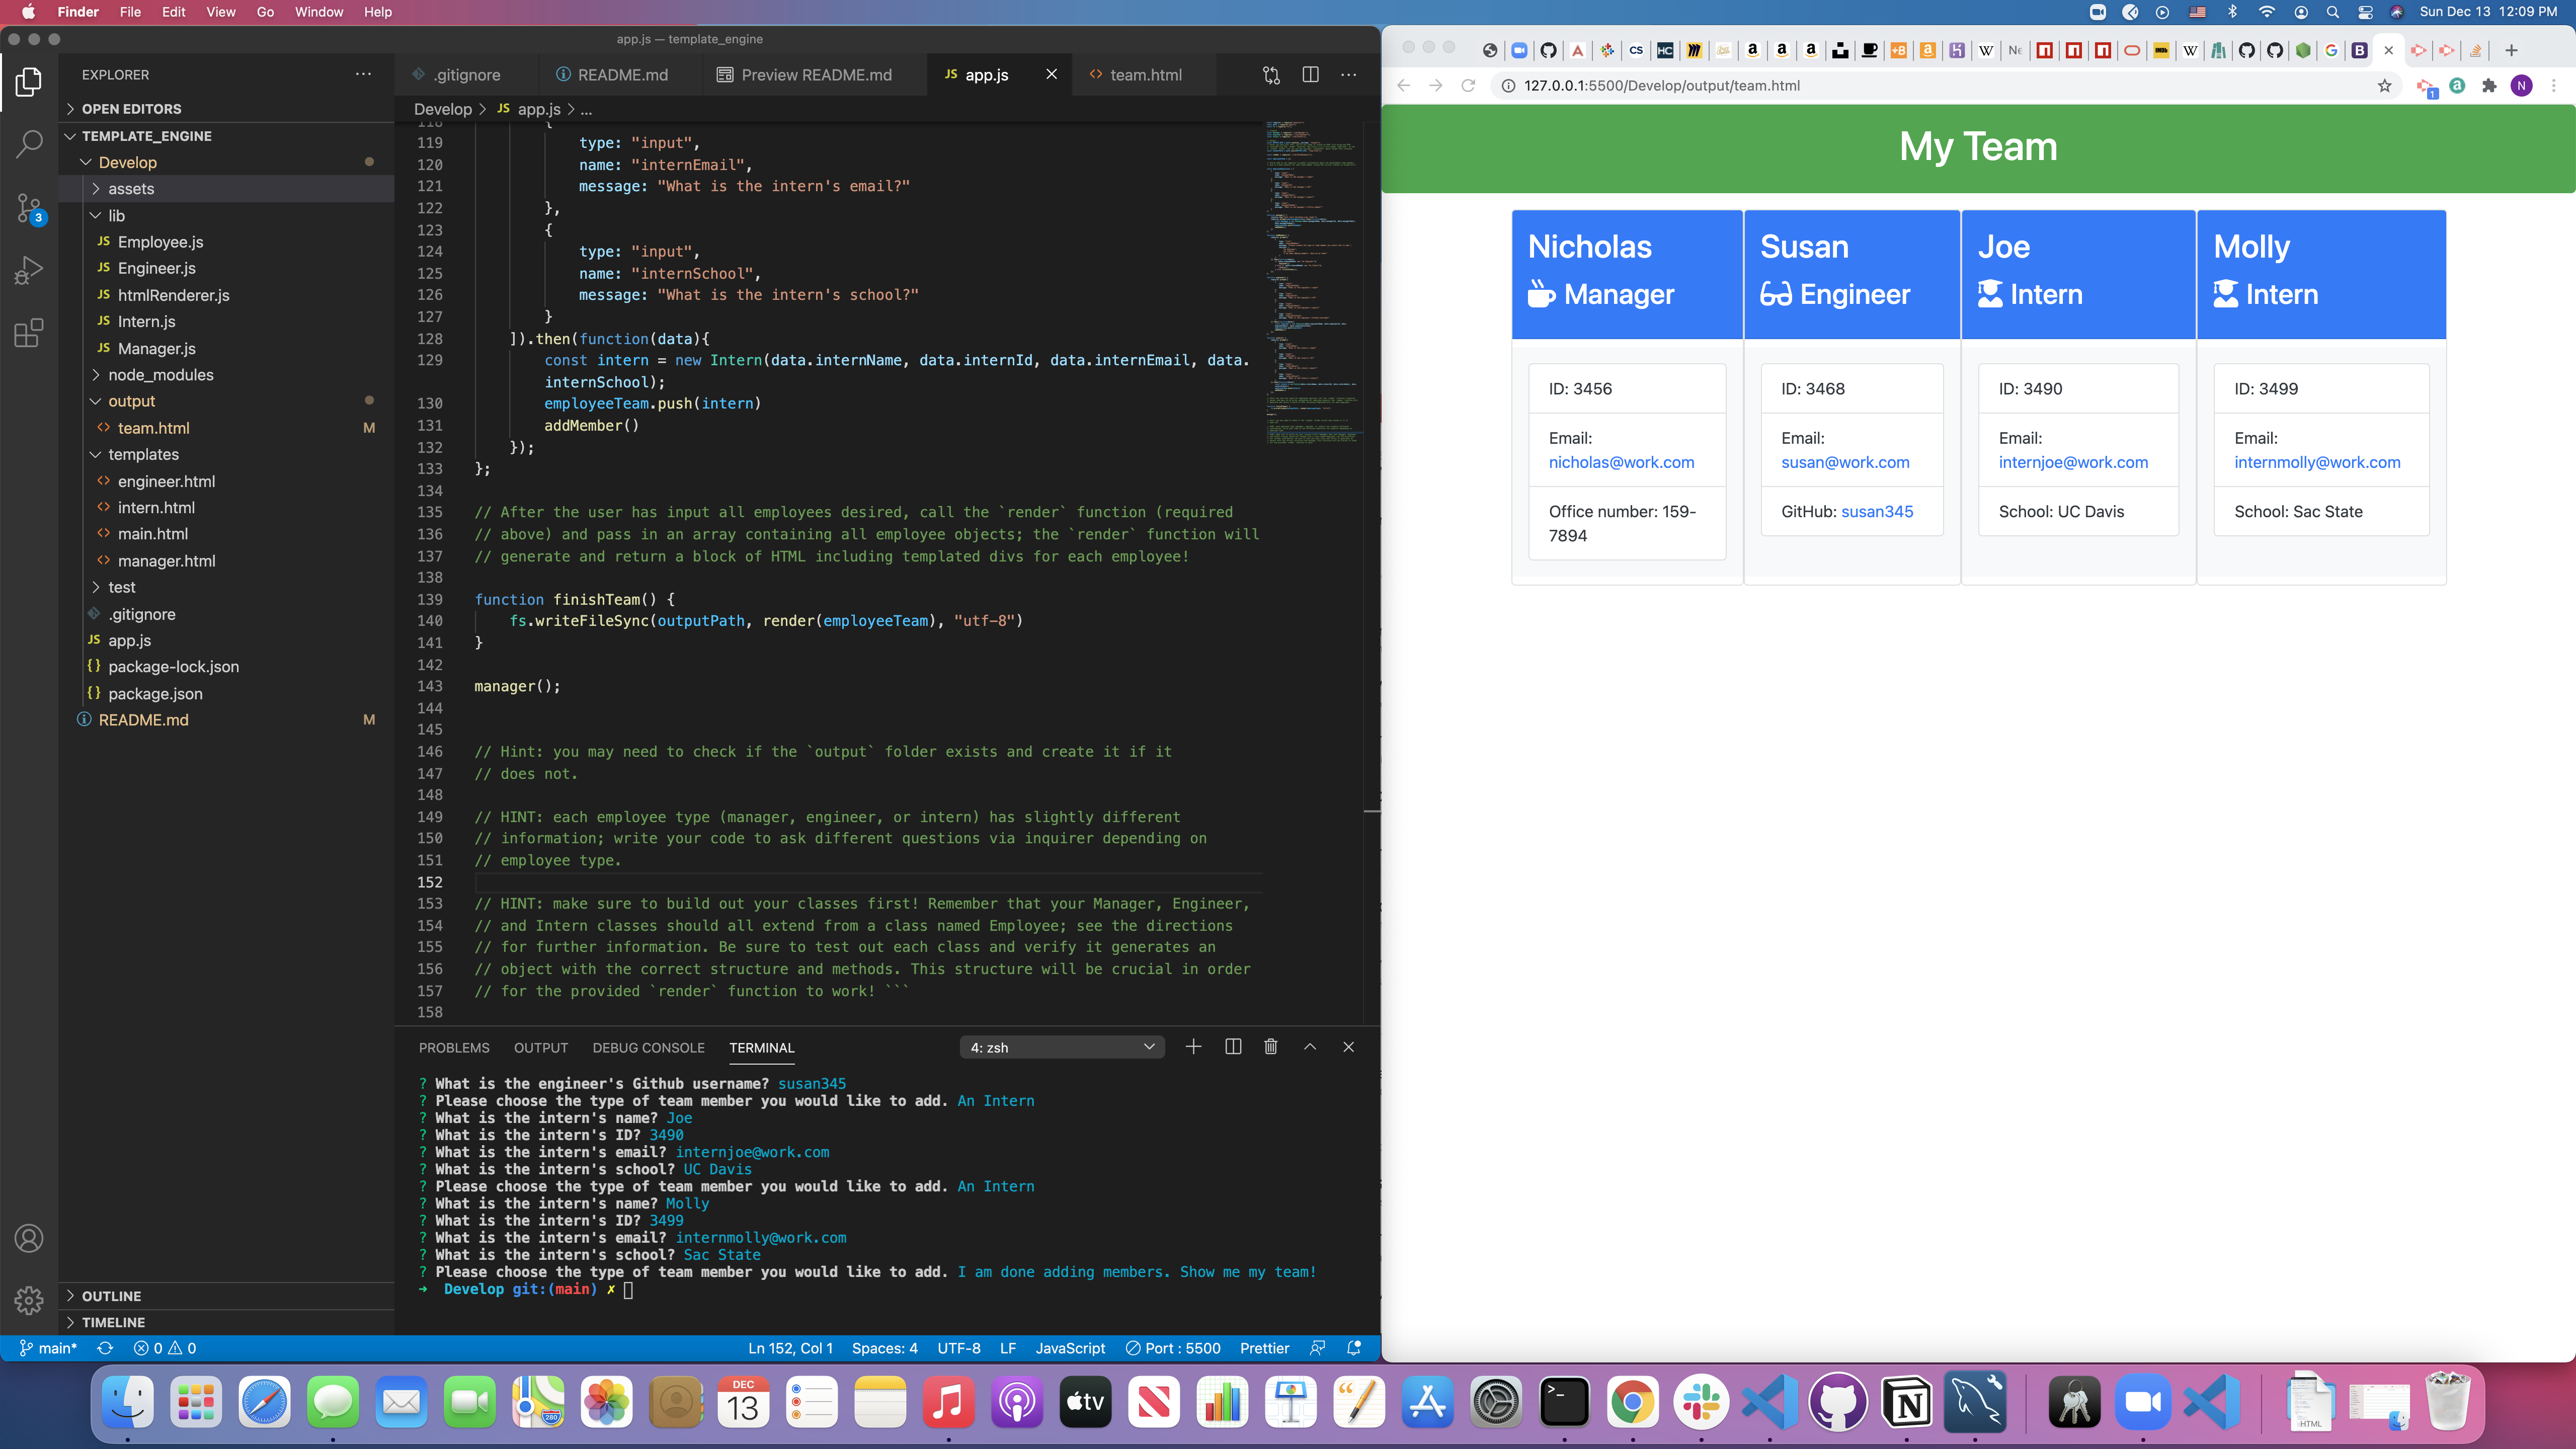 Finder File Edit View Go Window Help
Sun Dec 13 12:09 PM
app.js — template_engine
EXPLORER
OPEN EDITORS
TEMPLATE_ENGINE
Develop
assets
lib
JS Employee.js
JS Engineer.js
JS htmlRenderer.js
JS Intern.js
JS Manager.js
node_modules
output
team.html M
templates
engineer.html
intern.html
main.html
manager.html
test
.gitignore
JS app.js
{} package-lock.json
{} package.json
README.md M
OUTLINE
TIMELINE
3
.gitignore README.md Preview README.md JS app.js team.html
Develop > JS app.js > ...
118 {
119 type: "input",
120 name: "internEmail",
121 message: "What is the intern's email?"
122 },
123 {
124 type: "input",
125 name: "internSchool",
126 message: "What is the intern's school?"
127 }
128 ]).then(function(data){
129 const intern = new Intern(data.internName, data.internId, data.internEmail, data.
internSchool);
130 employeeTeam.push(intern)
131 addMember()
132 });
133 };
134
135 // After the user has input all employees desired, call the `render` function (required
136 // above) and pass in an array containing all employee objects; the `render` function will
137 // generate and return a block of HTML including templated divs for each employee!
138
139 function finishTeam() {
140 fs.writeFileSync(outputPath, render(employeeTeam), "utf-8")
141 }
142
143 manager();
144
145
146 // Hint: you may need to check if the `output` folder exists and create it if it
147 // does not.
148
149 // HINT: each employee type (manager, engineer, or intern) has slightly different
150 // information; write your code to ask different questions via inquirer depending on
151 // employee type.
152
153 // HINT: make sure to build out your classes first! Remember that your Manager, Engineer,
154 // and Intern classes should all extend from a class named Employee; see the directions
155 // for further information. Be sure to test out each class and verify it generates an
156 // object with the correct structure and methods. This structure will be crucial in order
157 // for the provided `render` function to work! ```
158
PROBLEMS OUTPUT DEBUG CONSOLE TERMINAL 4: zsh
? What is the engineer's Github username? susan345
? Please choose the type of team member you would like to add. An Intern
? What is the intern's name? Joe
? What is the intern's ID? 3490
? What is the intern's email? internjoe@work.com
? What is the intern's school? UC Davis
? Please choose the type of team member you would like to add. An Intern
? What is the intern's name? Molly
? What is the intern's ID? 3499
? What is the intern's email? internmolly@work.com
? What is the intern's school? Sac State
? Please choose the type of team member you would like to add. I am done adding members. Show me my team!
➜ Develop git:(main) ✗
main* 0 0 Ln 152, Col 1 Spaces: 4 UTF-8 LF JavaScript Port : 5500 Prettier
127.0.0.1:5500/Develop/output/team.html
N
My Team
Nicholas
Manager
ID: 3456
Email:
nicholas@work.com
Office number: 159-
7894
Susan
Engineer
ID: 3468
Email:
susan@work.com
GitHub: susan345
Joe
Intern
ID: 3490
Email:
internjoe@work.com
School: UC Davis
Molly
Intern
ID: 3499
Email:
internmolly@work.com
School: Sac State
280
DEC
13
tv
HTML